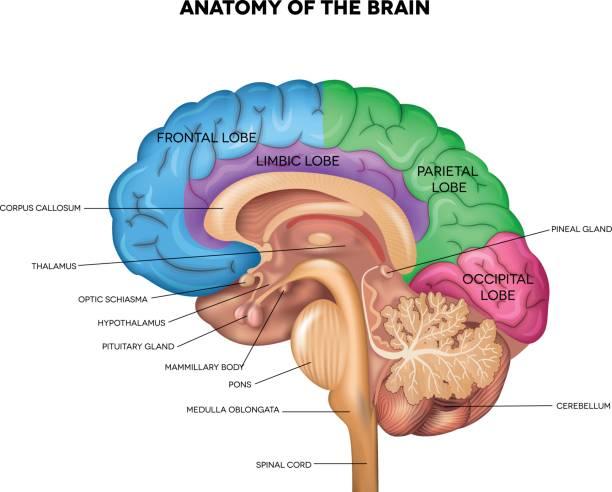 ANATOMY OF THE BRAIN
FRONTAL LOBE
LIMBIC LOBE
PARIETAL
LOBE
OCCIPITAL
LOBE
CORPUS CALLOSUM
THALAMUS
OPTIC SCHIASMA
HYPOTHALAMUS
PITUITARY GLAND
MAMMILLARY BODY
PONS
MEDULLA OBLONGATA
SPINAL CORD
PINEAL GLAND
CEREBELLUM